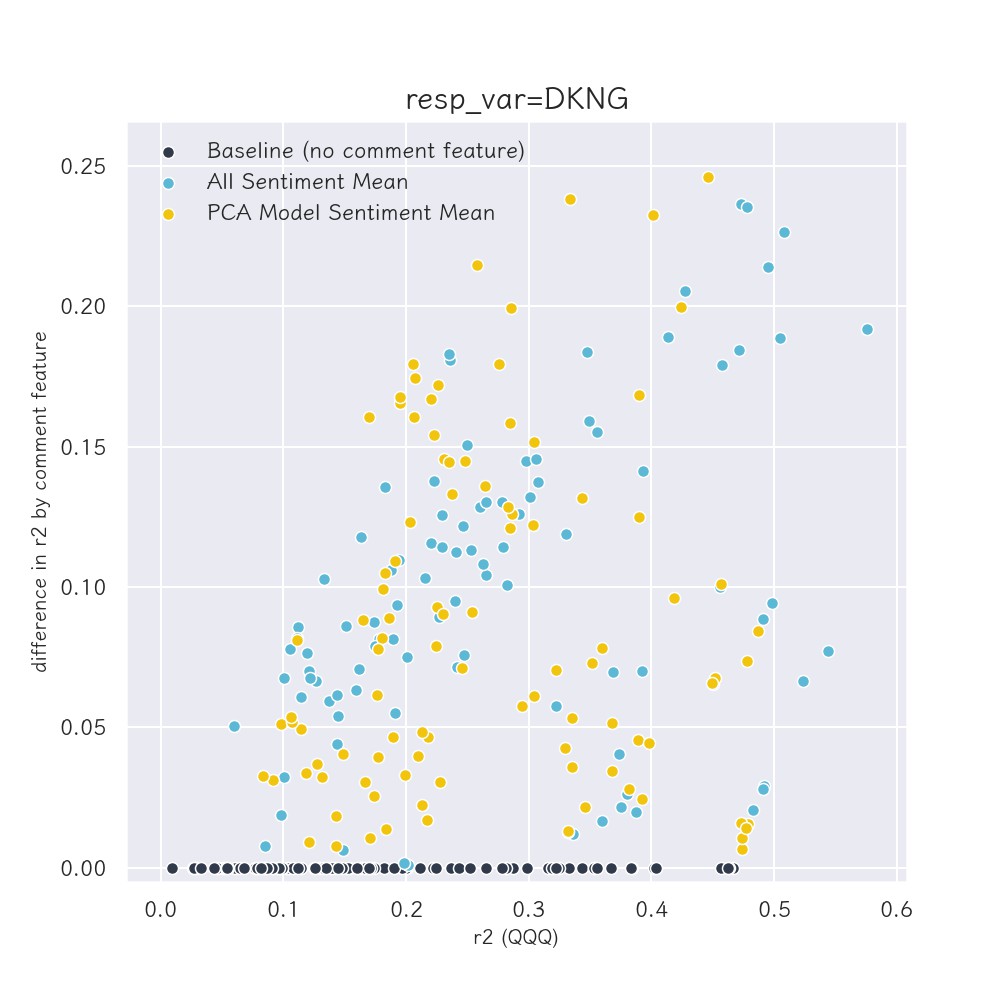 resp_var=DKNG
Baseline (no comment feature)
All Sentiment Mean
PCA Model Sentiment Mean
difference in r2 by comment feature
0.25
0.20
0.15
0.10
0.05
0.00
0.0 0.1 0.2 0.3 0.4 0.5 0.6
r2 (QQQ)